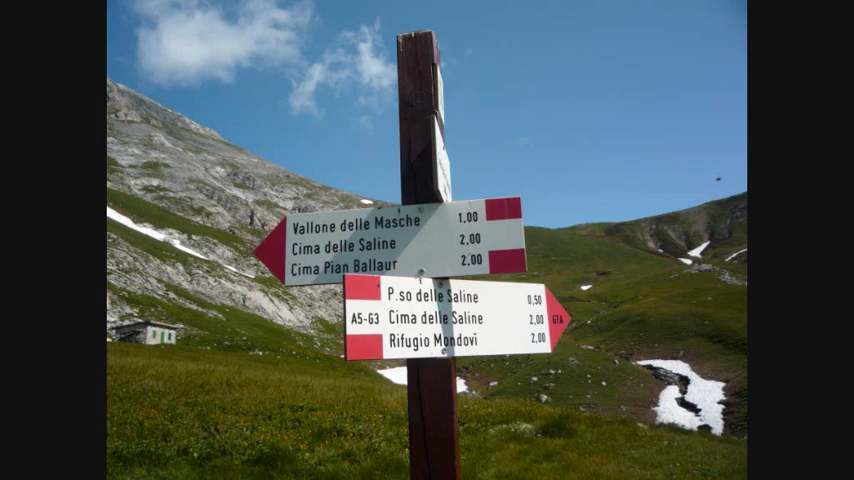 Vallone delle Masche 1,00
Cima delle Saline 2,00
Cima Pian Ballaur 2,00
P.so delle Saline 0,50
A5-G3 Cima delle Saline 2,00 GTA
Rifugio Mondovì 2,00